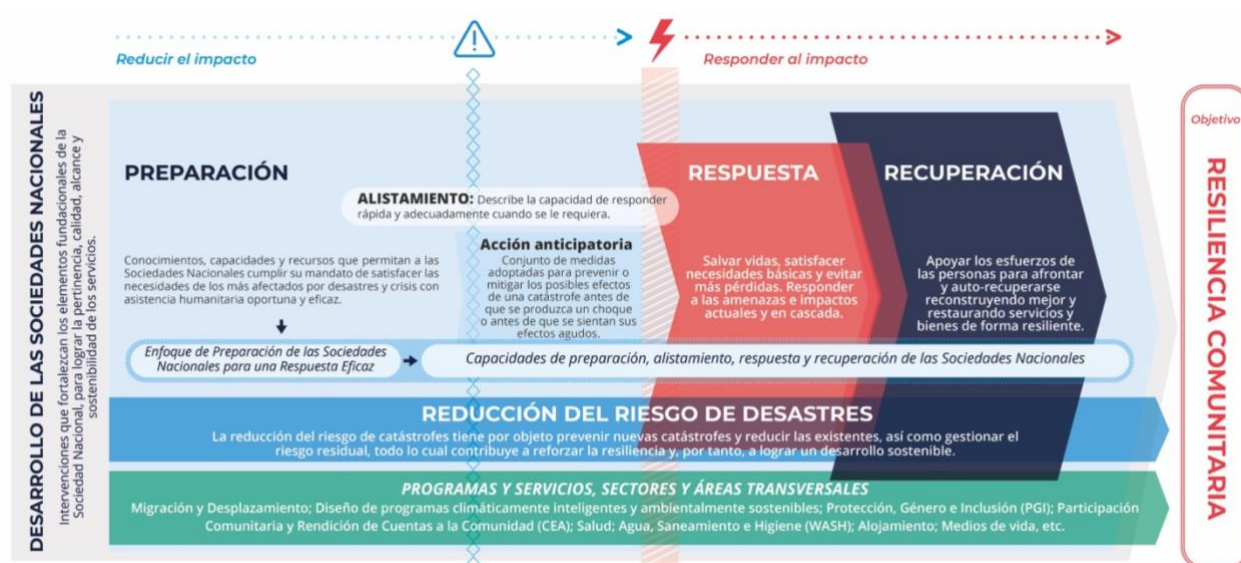 Reducir el impacto
Responder al impacto
DESARROLLO DE LAS SOCIEDADES NACIONALES
Intervenciones que fortalezcan los elementos fundacionales de la
Sociedad Nacional, para lograr la pertinencia, calidad, alcance y
sostenibilidad de los servicios.
PREPARACIÓN
Conocimientos, capacidades y recursos que permitan a las
Sociedades Nacionales cumplir su mandato de satisfacer las
necesidades de los más afectados por desastres y crisis con
asistencia humanitaria oportuna y eficaz.
ALISTAMIENTO: Describe la capacidad de responder
rápida y adecuadamente cuando se le requiera.
Acción anticipatoria
Conjunto de medidas
adoptadas para prevenir o
mitigar los posibles efectos
de una catástrofe antes de
que se produzca un choque
o antes de que se sientan sus
efectos agudos.
RESPUESTA
Salvar vidas, satisfacer
necesidades básicas y evitar
más pérdidas. Responder
a las amenazas e impactos
actuales y en cascada.
RECUPERACIÓN
Apoyar los esfuerzos de
las personas para afrontar
y auto-recuperarse
reconstruyendo mejor y
restaurando servicios y
bienes de forma resiliente.
Enfoque de Preparación de las Sociedades
Nacionales para una Respuesta Eficaz
Capacidades de preparación, alistamiento, respuesta y recuperación de las Sociedades Nacionales
REDUCCIÓN DEL RIESGO DE DESASTRES
La reducción del riesgo de catástrofes tiene por objeto prevenir nuevas catástrofes y reducir las existentes, así como gestionar el
riesgo residual, todo lo cual contribuye a reforzar la resiliencia y, por tanto, a lograr un desarrollo sostenible.
PROGRAMAS Y SERVICIOS, SECTORES Y ÁREAS TRANSVERSALES
Migración y Desplazamiento; Diseño de programas climáticamente inteligentes y ambientalmente sostenibles; Protección, Género e Inclusión (PGI); Participación
Comunitaria y Rendición de Cuentas a la Comunidad (CEA); Salud; Agua, Saneamiento e Higiene (WASH); Alojamiento; Medios de vida, etc.
Objetivo
RESILIENCIA COMUNITARIA